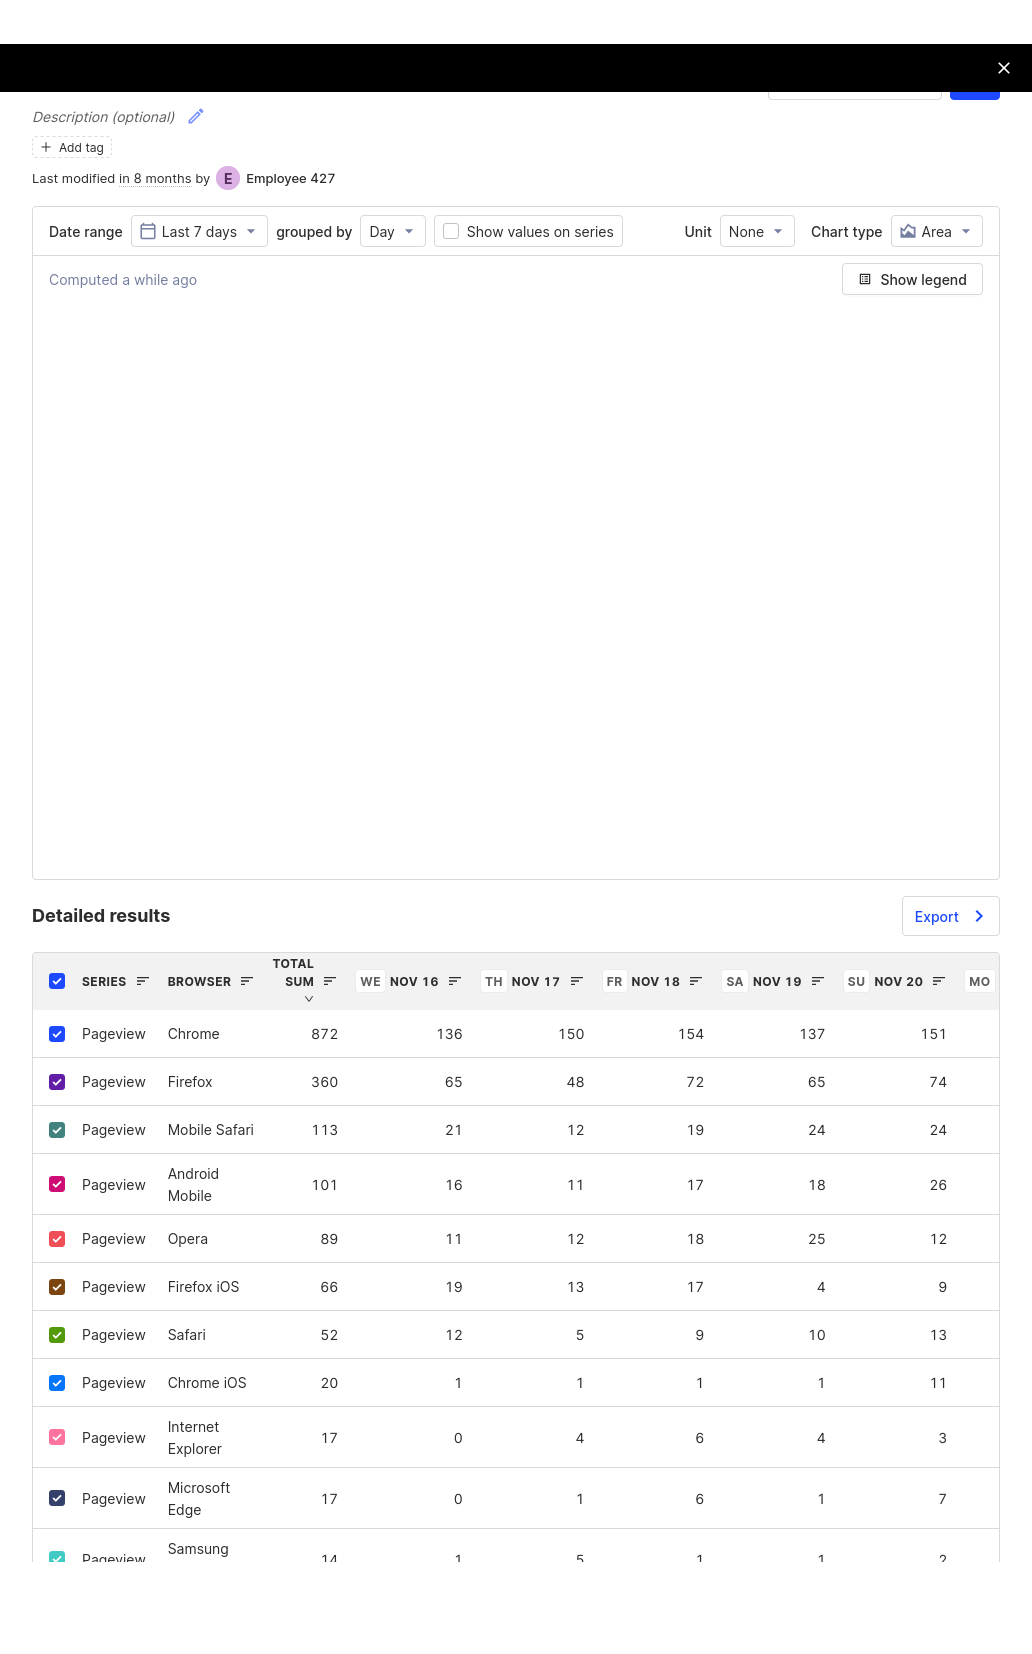 Description (optional)
Add tag
Last modified in 8 months by E Employee 427
Date range Last 7 days grouped by Day Show values on series Unit None Chart type Area
Computed a while ago Show legend
Detailed results Export
SERIES BROWSER TOTAL SUM WE NOV 16 TH NOV 17 FR NOV 18 SA NOV 19 SU NOV 20 MO
Pageview Chrome 872 136 150 154 137 151
Pageview Firefox 360 65 48 72 65 74
Pageview Mobile Safari 113 21 12 19 24 24
Pageview Android Mobile 101 16 11 17 18 26
Pageview Opera 89 11 12 18 25 12
Pageview Firefox iOS 66 19 13 17 4 9
Pageview Safari 52 12 5 9 10 13
Pageview Chrome iOS 20 1 1 1 1 11
Pageview Internet Explorer 17 0 4 6 4 3
Pageview Microsoft Edge 17 0 1 6 1 7
Pageview Samsung 14 1 5 1 1 2